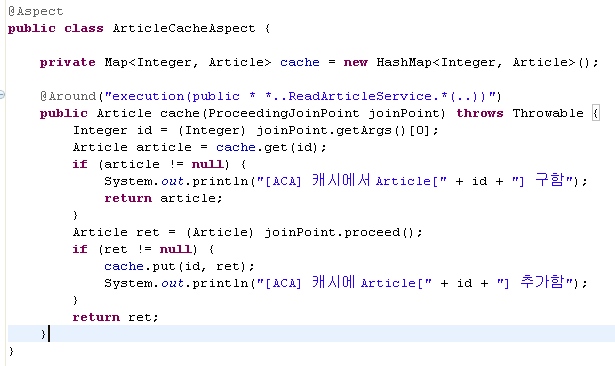 @Aspect
public class ArticleCacheAspect {
private Map<Integer, Article> cache = new HashMap<Integer, Article>();
@Around("execution(public * *..ReadArticleService.*(..))")
public Article cache(ProceedingJoinPoint joinPoint) throws Throwable {
Integer id = (Integer) joinPoint.getArgs()[0];
Article article = cache.get(id);
if (article != null) {
System.out.println("[ACA] 캐시에서 Article[" + id + "] 구함");
return article;
}
Article ret = (Article) joinPoint.proceed();
if (ret != null) {
cache.put(id, ret);
System.out.println("[ACA] 캐시에 Article[" + id + "] 추가함");
}
return ret;
}
}